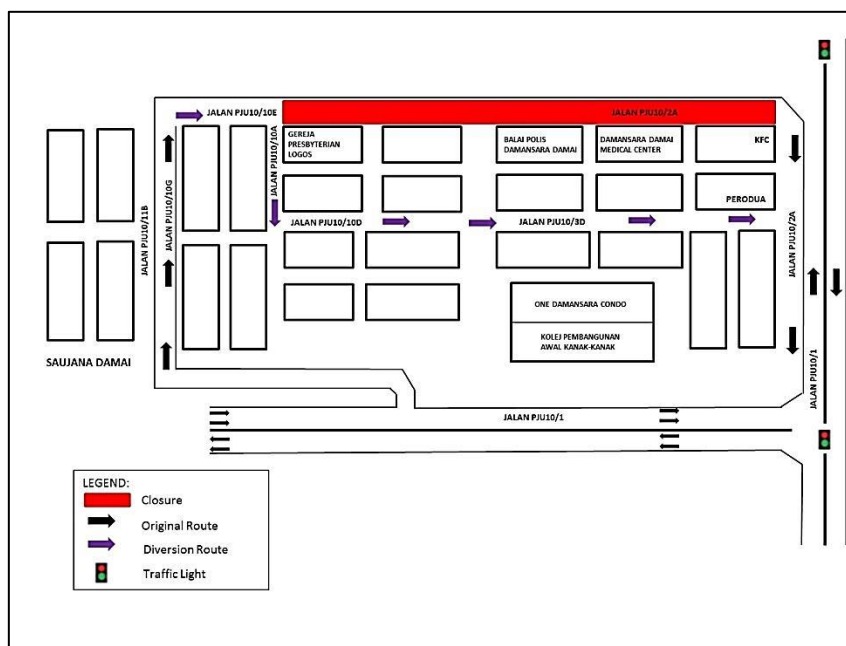 JALAN PJU10/10E
JALAN PJU10/2A
GEREJA
PRESBYTERIAN
LOGOS
BALAI POLIS
DAMANSARA DAMAI
DAMANSARA DAMAI
MEDICAL CENTER
KFC
JALAN PJU10/10A
PERODUA
JALAN PJU10/11B
JALAN PJU10/10G
JALAN PJU10/10D
JALAN PJU10/3D
JALAN PJU10/2A
ONE DAMANSARA CONDO
KOLEJ PEMBANGUNAN
AWAL KANAK-KANAK
SAUJANA DAMAI
JALAN PJU10/1
JALAN PJU10/1
LEGEND:
Closure
Original Route
Diversion Route
Traffic Light